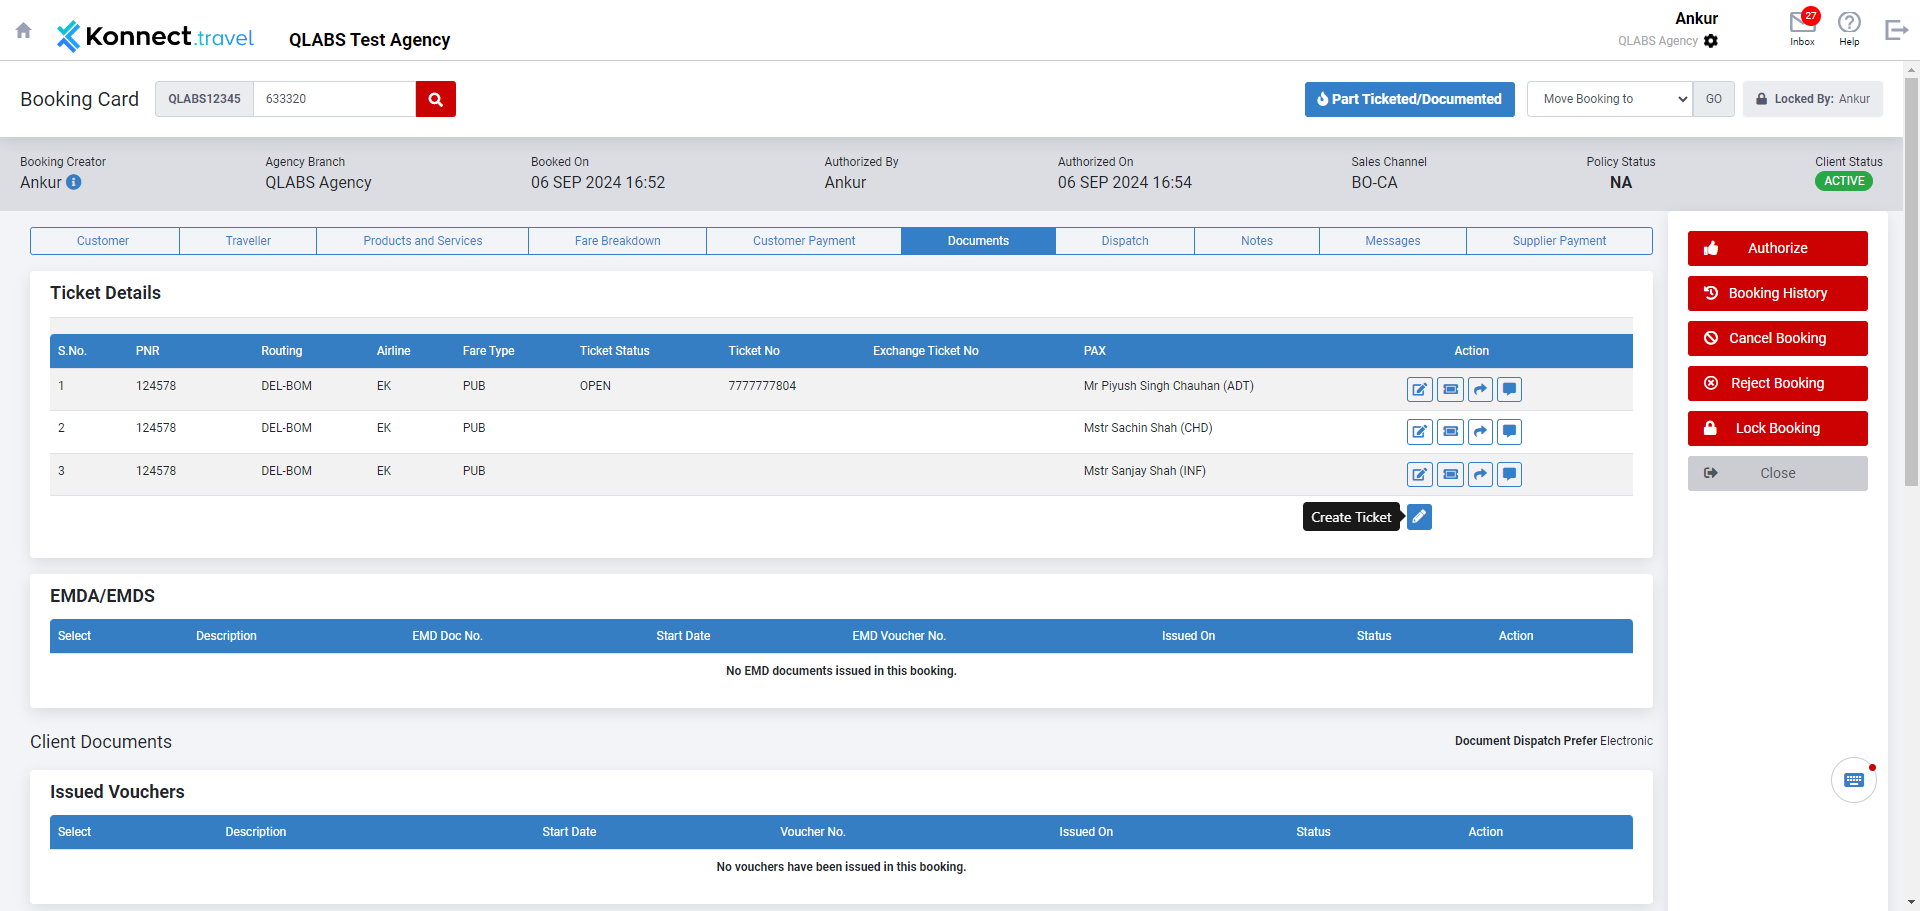 Konnect.travel
QLABS Test Agency
Ankur
QLABS Agency
27
Inbox
Help
Booking Card
QLABS12345
633320
Part Ticketed/Documented
Move Booking to
GO
Locked By: Ankur
Booking Creator
Ankur
Agency Branch
QLABS Agency
Booked On
06 SEP 2024 16:52
Authorized By
Ankur
Authorized On
06 SEP 2024 16:54
Sales Channel
BO-CA
Policy Status
NA
Client Status
ACTIVE
Customer Traveller Products and Services Fare Breakdown Customer Payment Documents Dispatch Notes Messages Supplier Payment
Authorize
Booking History
Cancel Booking
Reject Booking
Lock Booking
Close
Ticket Details
S.No. PNR Routing Airline Fare Type Ticket Status Ticket No Exchange Ticket No PAX Action
1 124578 DEL-BOM EK PUB OPEN 7777777804 Mr Piyush Singh Chauhan (ADT)
2 124578 DEL-BOM EK PUB Mstr Sachin Shah (CHD)
3 124578 DEL-BOM EK PUB Mstr Sanjay Shah (INF)
Create Ticket
EMDA/EMDS
Select Description EMD Doc No. Start Date EMD Voucher No. Issued On Status Action
No EMD documents issued in this booking.
Client Documents
Document Dispatch Prefer Electronic
Issued Vouchers
Select Description Start Date Voucher No. Issued On Status Action
No vouchers have been issued in this booking.